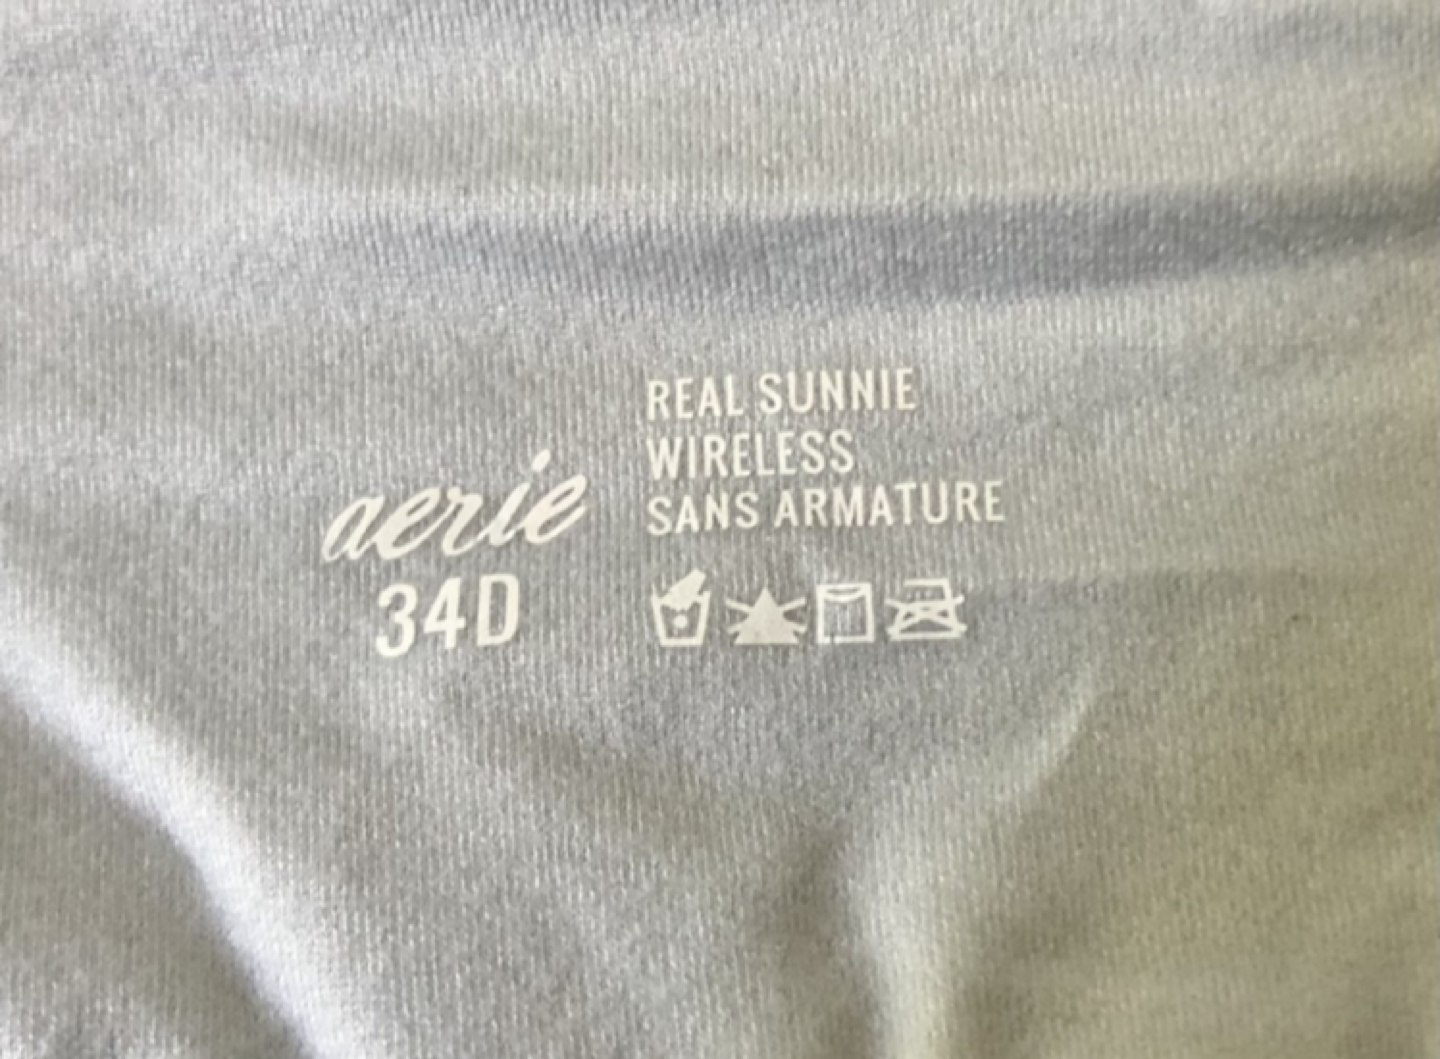 aerie
34D
REAL SUNNIE
WIRELESS
SANS ARMATURE